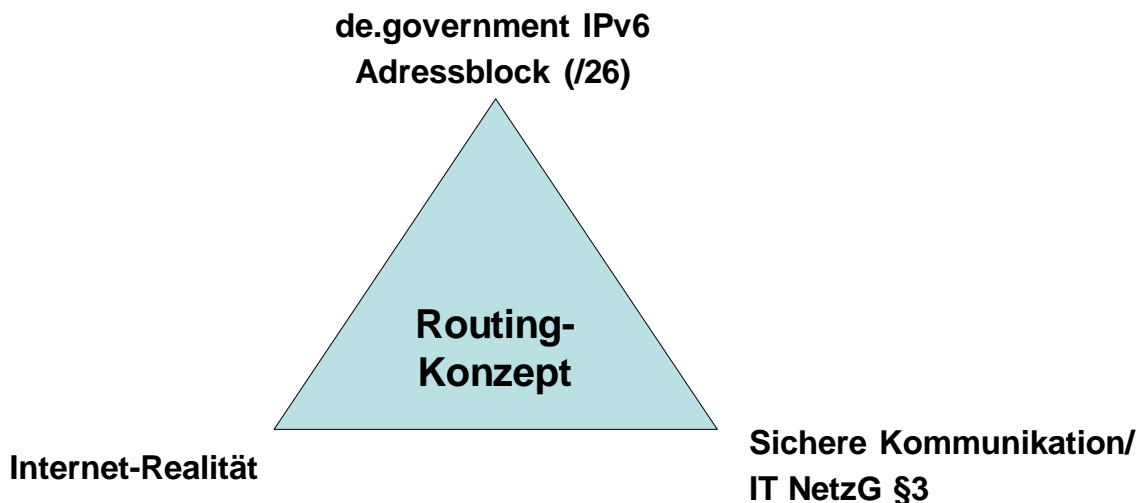 de.government IPv6
Adressblock (/26)
Routing-
Konzept
Internet-Realität
Sichere Kommunikation/
IT NetzG §3